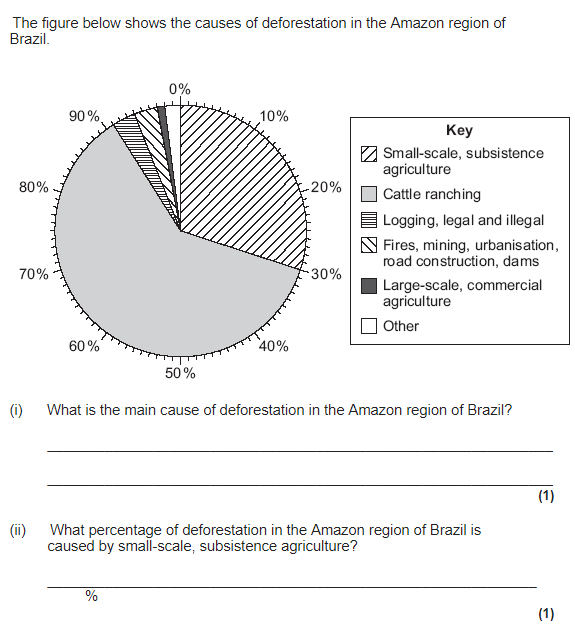 The figure below shows the causes of deforestation in the Amazon region of
Brazil.
0%
10%
20%
30%
40%
50%
60%
70%
80%
90%
Key
Small-scale, subsistence
agriculture
Cattle ranching
Logging, legal and illegal
Fires, mining, urbanisation,
road construction, dams
Large-scale, commercial
agriculture
Other
(i) What is the main cause of deforestation in the Amazon region of Brazil?
(1)
(ii) What percentage of deforestation in the Amazon region of Brazil is
caused by small-scale, subsistence agriculture?
%
(1)